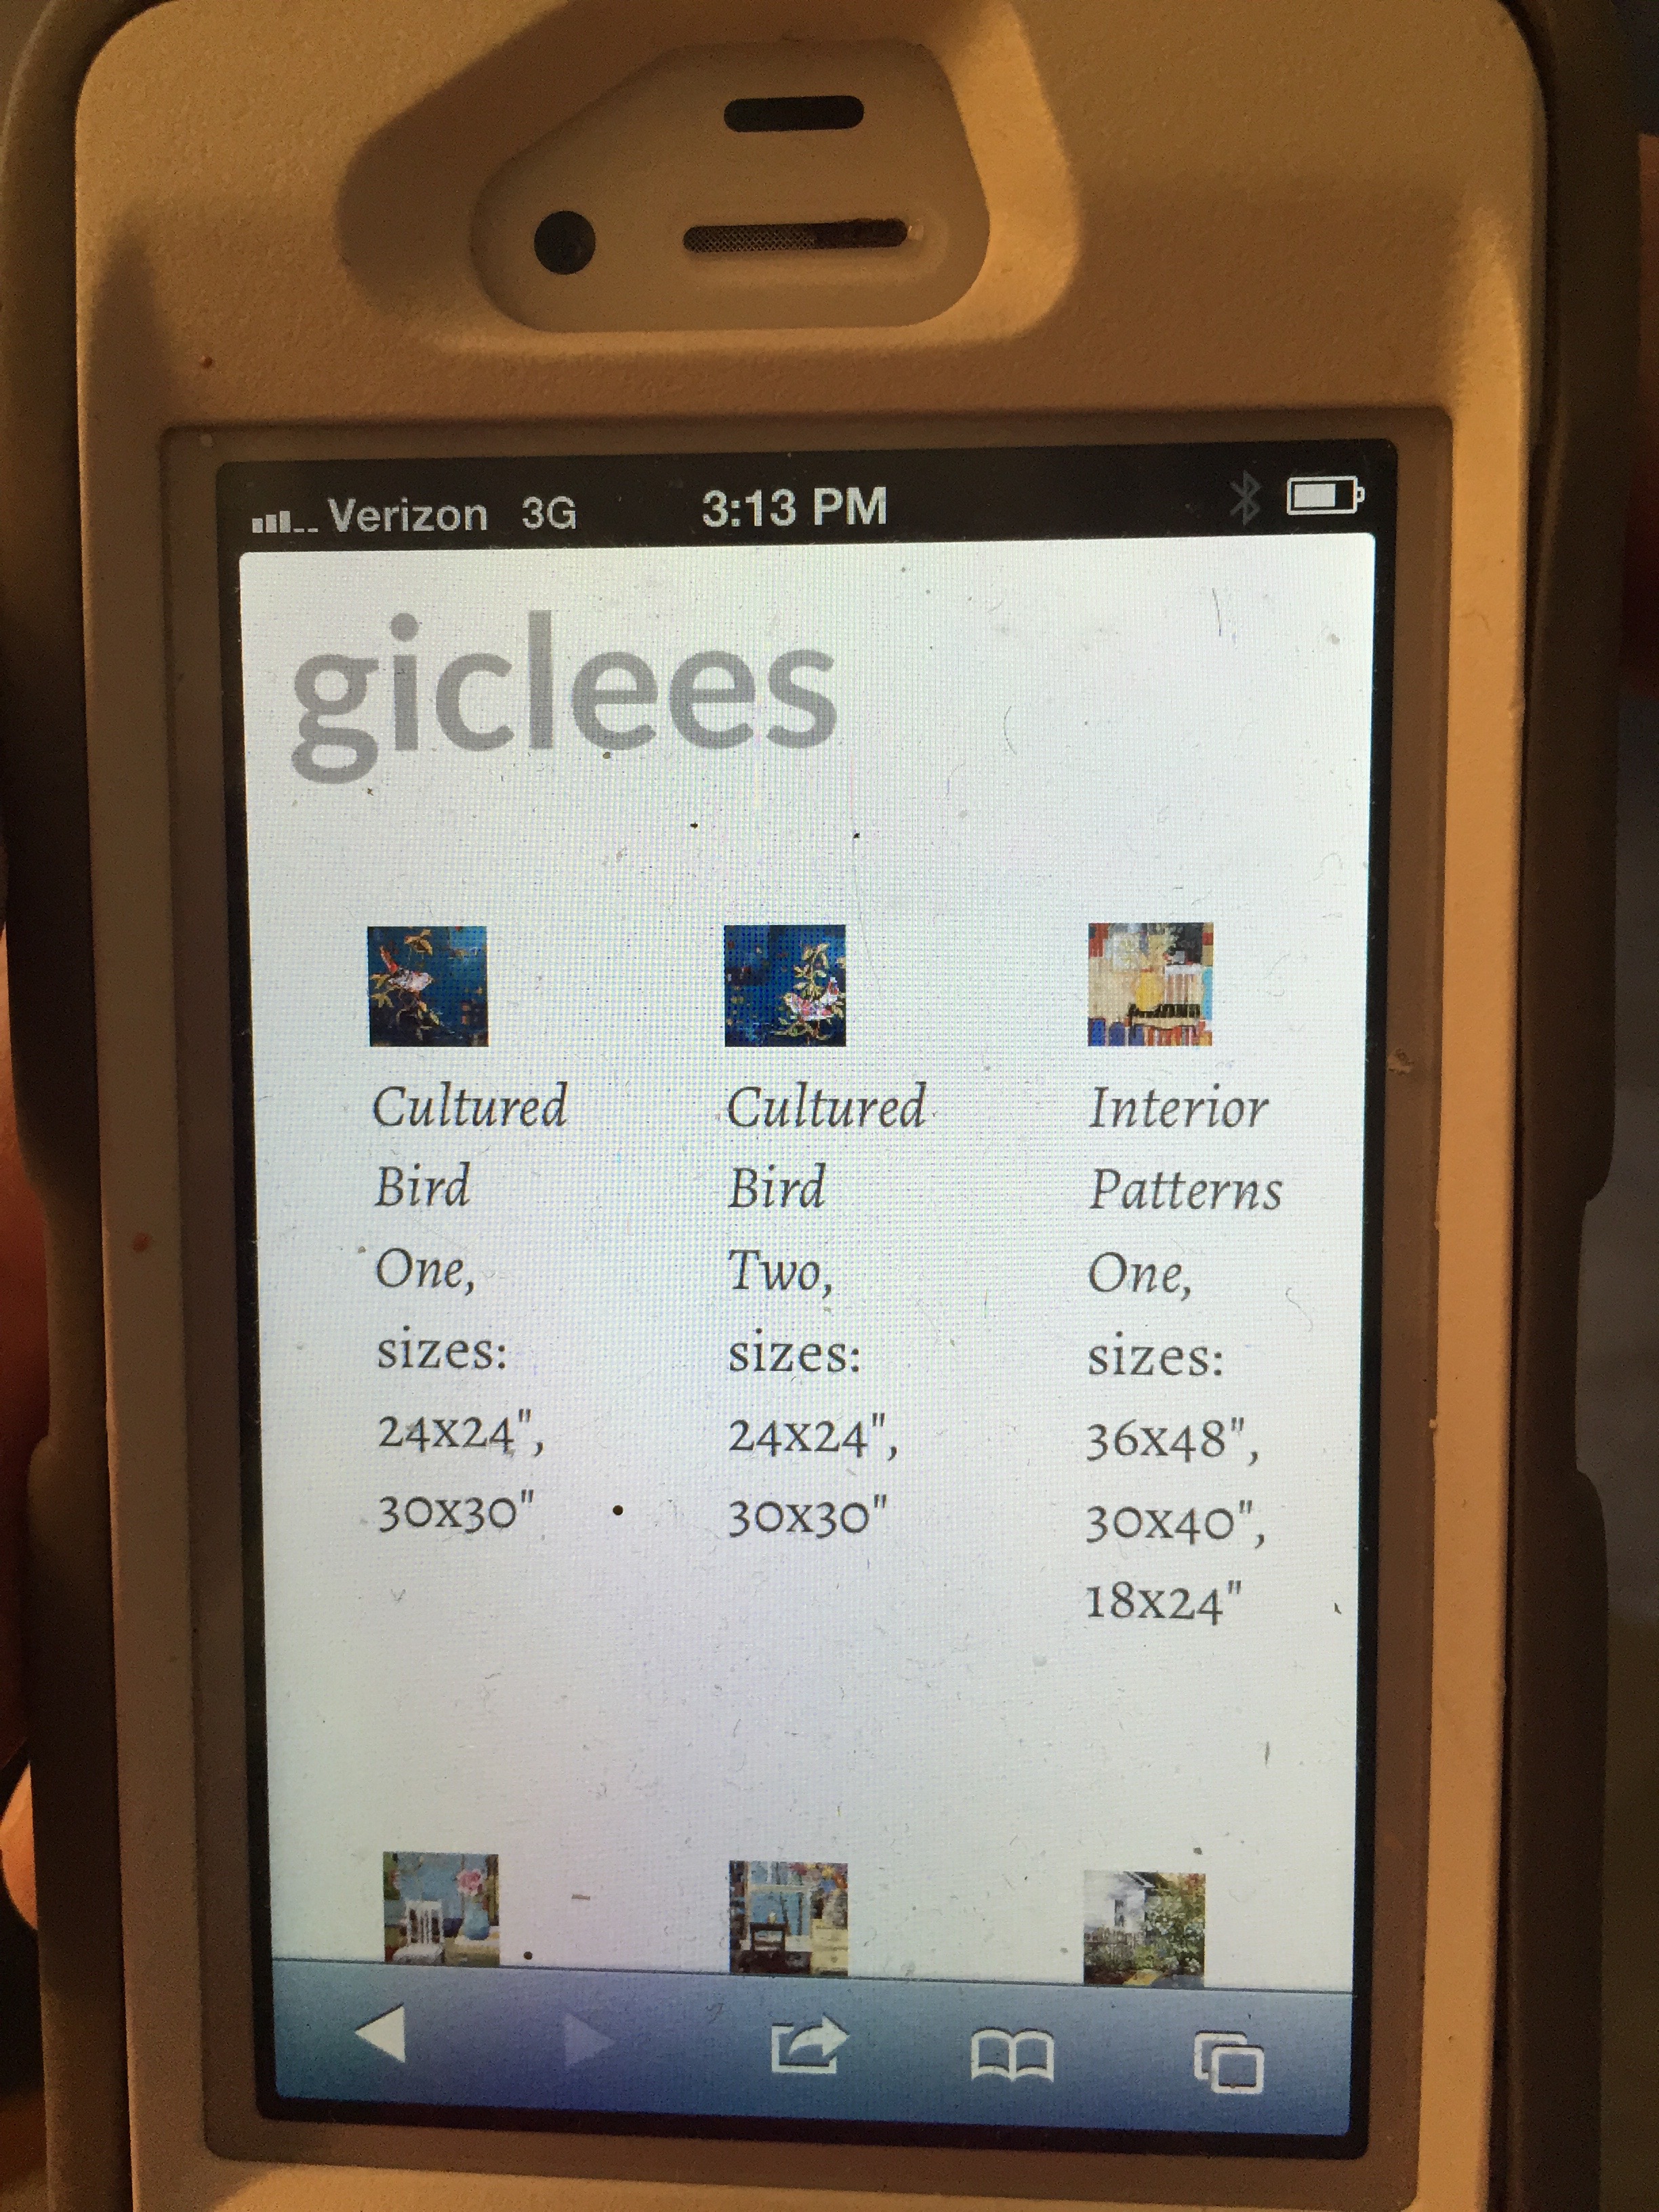 Verizon 3G 3:13 PM
giclees
Cultured
Bird
One,
sizes:
24x24",
30x30"
Cultured
Bird
Two,
sizes:
24x24",
30x30"
Interior
Patterns
One,
sizes:
36x48",
30x40",
18x24"